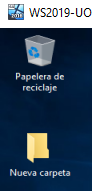 WS2019-UO
Papelera de
reciclaje
Nueva carpeta